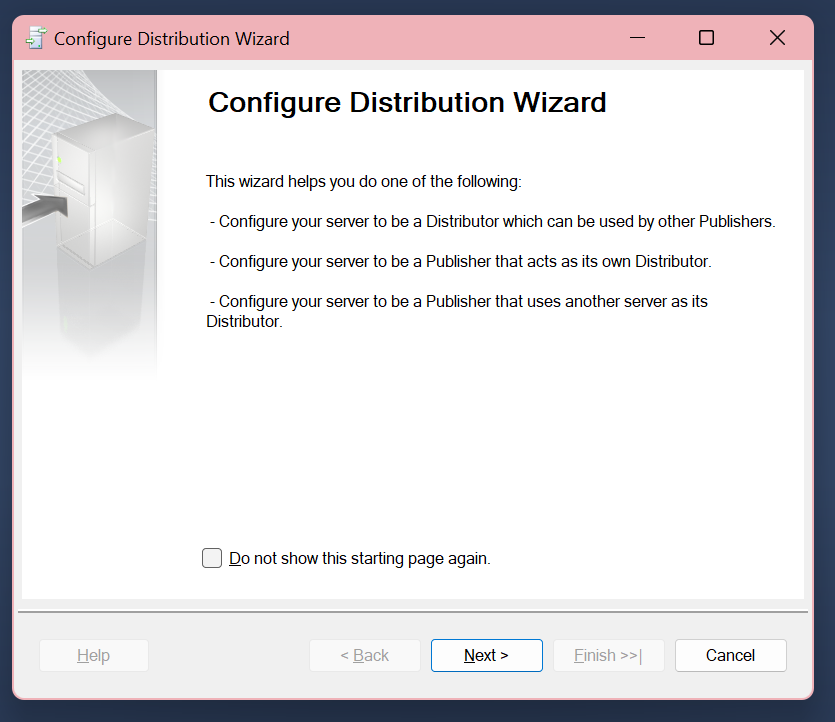 Configure Distribution Wizard
Configure Distribution Wizard
This wizard helps you do one of the following:
- Configure your server to be a Distributor which can be used by other Publishers.
- Configure your server to be a Publisher that acts as its own Distributor.
- Configure your server to be a Publisher that uses another server as its
Distributor.
Do not show this starting page again.
Help < Back Next > Finish >>| Cancel